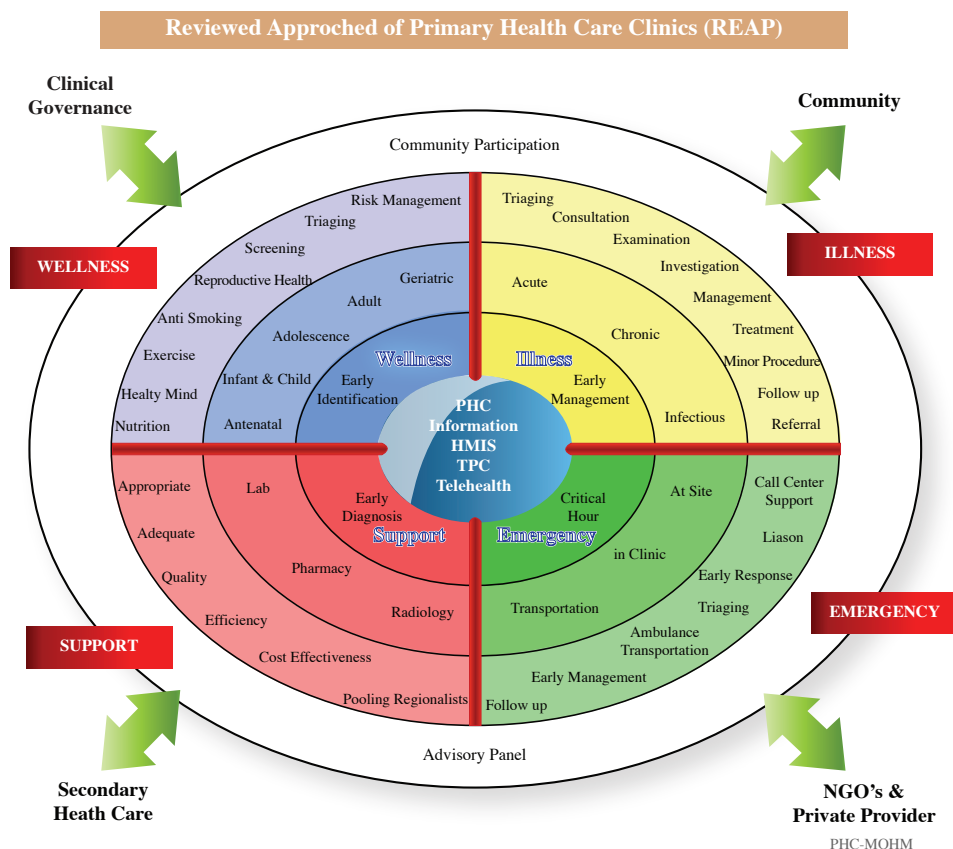 Reviewed Approched of Primary Health Care Clinics (REAP)
Clinical
Governance
Community
Community Participation
WELLNESS
ILLNESS
Risk Management
Triaging
Screening
Reproductive Health
Anti Smoking
Exercise
Healty Mind
Nutrition
Geriatric
Adult
Adolescence
Infant & Child
Antenatal
Wellness
Early
Identification
Triaging
Consultation
Examination
Investigation
Management
Treatment
Minor Procedure
Follow up
Referral
Acute
Chronic
Infectious
Illness
Early
Management
PHC
Information
HMIS
TPC
Telehealth
Appropriate
Adequate
Quality
Efficiency
Cost Effectiveness
Pooling Regionalists
Lab
Pharmacy
Radiology
Early
Diagnosis
Support
Critical
Hour
Emergency
At Site
in Clinic
Transportation
Call Center
Support
Liason
Early Response
Triaging
Ambulance
Transportation
Early Management
Follow up
SUPPORT
EMERGENCY
Advisory Panel
Secondary
Heath Care
NGO's &
Private Provider
PHC-MOHM